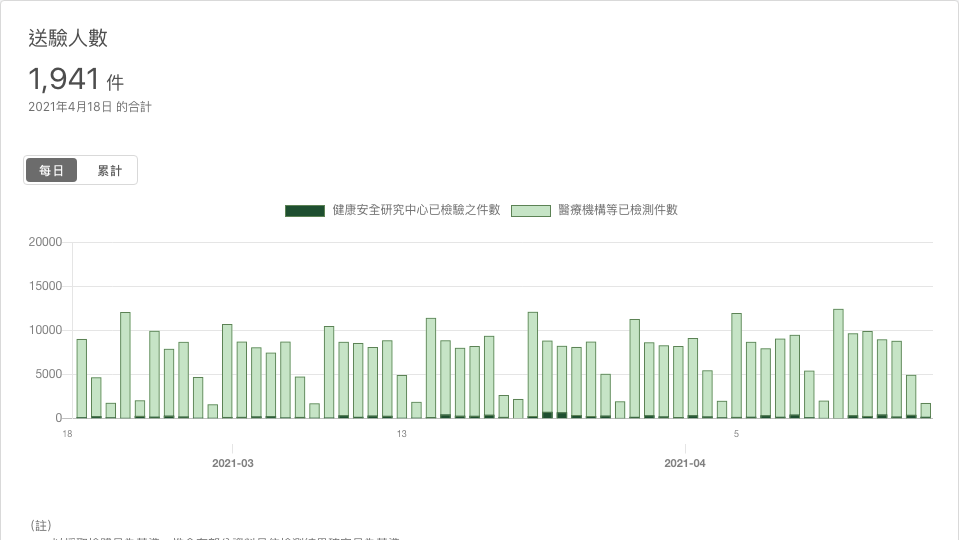 送驗人數
1,941 件
2021年4月18日 的合計
每日 累計
健康安全研究中心已檢驗之件數 醫療機構等已檢測件數
20000
15000
10000
5000
0
18 13 5
2021-03 2021-04
(註)